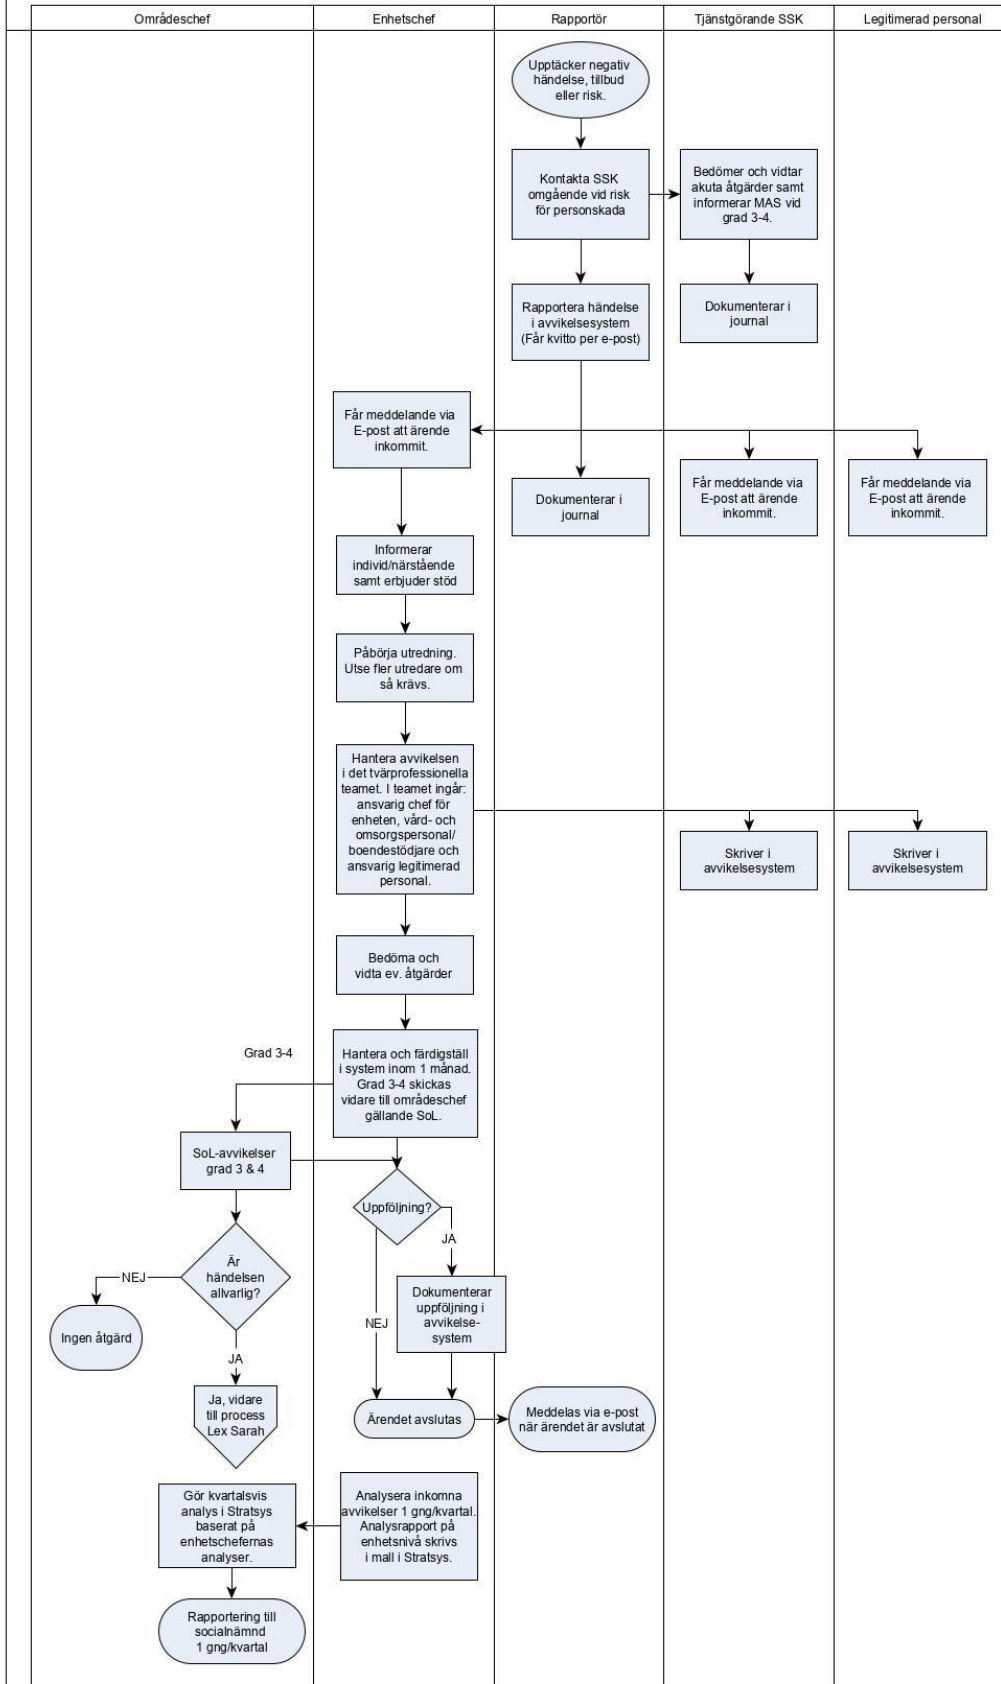 Områdeschef
Enhetschef
Rapportör
Tjänstgörande SSK
Legitimerad personal
Upptäcker negativ
händelse, tillbud
eller risk.
Kontakta SSK
omgående vid risk
för personskada
Bedömer och vidtar
akuta åtgärder samt
informerar MAS vid
grad 3-4.
Rapportera händelse
i avvikelsesystem
(Får kvitto per e-post)
Dokumenterar i
journal
Får meddelande via
E-post att ärende
inkommit.
Dokumenterar i
journal
Får meddelande via
E-post att ärende
inkommit.
Får meddelande via
E-post att ärende
inkommit.
Informerar
individ/närstående
samt erbjuder stöd
Påbörja utredning.
Utse fler utredare om
så krävs.
Hantera avvikelsen
i det tvärprofessionella
teamet. I teamet ingår:
ansvarig chef för
enheten, vård- och
omsorgspersonal/
boendestödjare och
ansvarig legitimerad
personal.
Skriver i
avvikelsesystem
Skriver i
avvikelsesystem
Bedöma och
vidta ev. åtgärder
Grad 3-4
Hantera och färdigställ
i system inom 1 månad.
Grad 3-4 skickas
vidare till områdeschef
gällande SoL.
SoL-avvikelser
grad 3 & 4
Uppföljning?
JA
Är
händelsen
allvarlig?
NEJ
Dokumenterar
uppföljning i
avvikelse-
system
NEJ
Ingen åtgärd
JA
Ja, vidare
till process
Lex Sarah
Ärendet avslutas
Meddelas via e-post
när ärendet är avslutat
Gör kvartalsvis
analys i Stratsys
baserat på
enhetschefernas
analyser.
Analysera inkomna
avvikelser 1 gng/kvartal.
Analysrapport på
enhetsnivå skrivs
i mall i Stratsys.
Rapportering till
socialnämnd
1 gng/kvartal